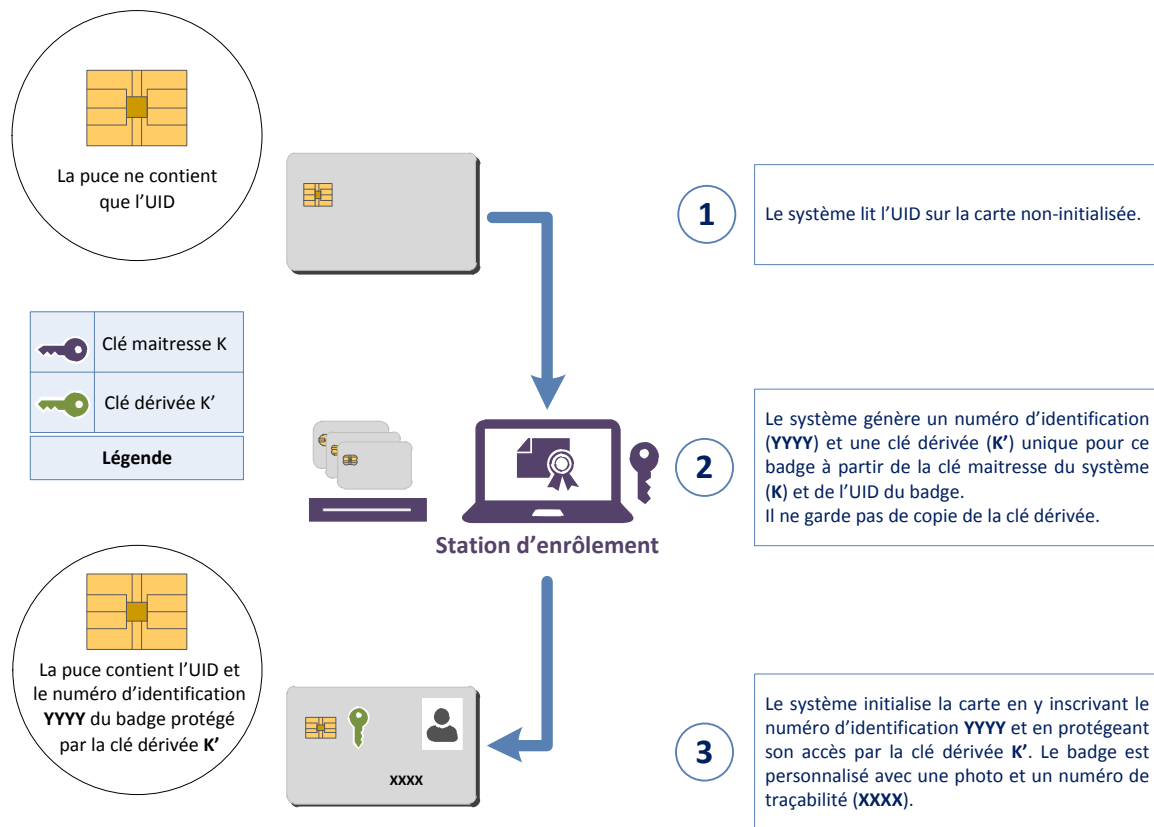 La puce ne contient
que l’UID
1
Le système lit l’UID sur la carte non-initialisée.
Clé maitresse K
Clé dérivée K’
Légende
Station d’enrôlement
2
Le système génère un numéro d’identification
(YYYY) et une clé dérivée (K’) unique pour ce
badge à partir de la clé maitresse du système
(K) et de l’UID du badge.
Il ne garde pas de copie de la clé dérivée.
La puce contient l’UID et
le numéro d’identification
YYYY du badge protégé
par la clé dérivée K’
XXXX
3
Le système initialise la carte en y inscrivant le
numéro d’identification YYYY et en protégeant
son accès par la clé dérivée K’. Le badge est
personnalisé avec une photo et un numéro de
traçabilité (XXXX).